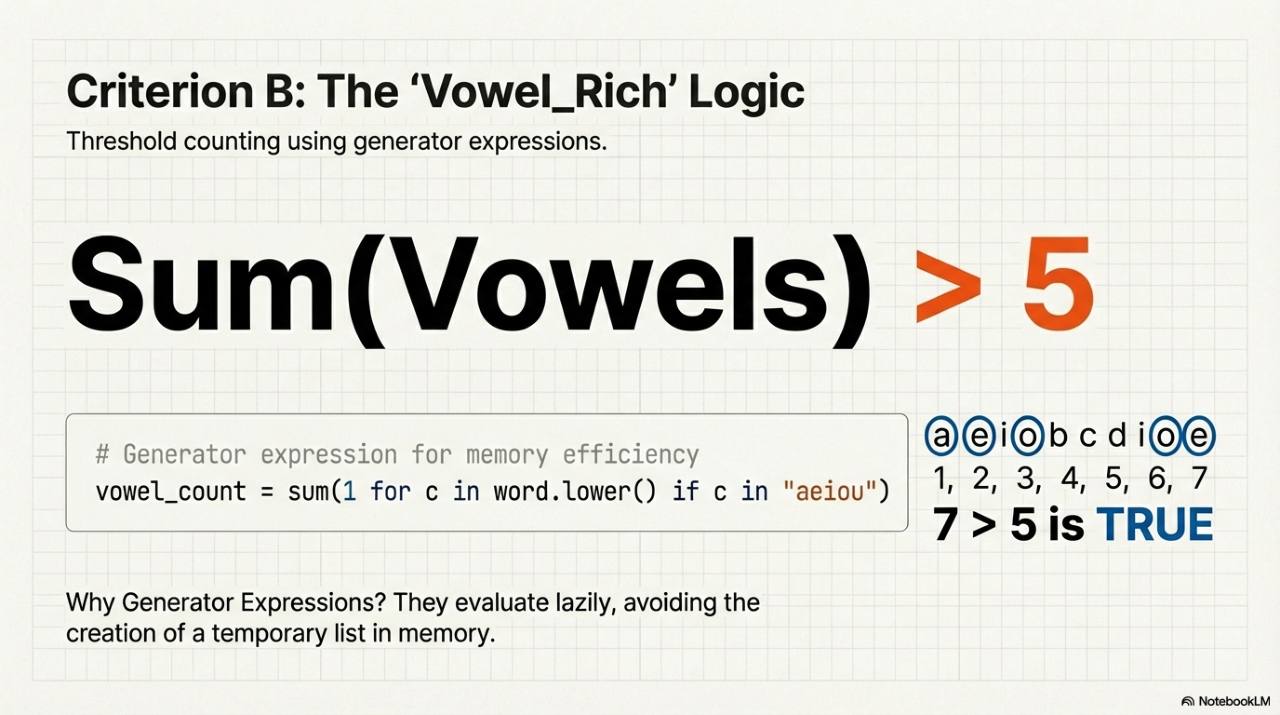 Criterion B: The ‘Vowel_Rich’ Logic
Threshold counting using generator expressions.
Sum(Vowels) > 5
# Generator expression for memory efficiency
vowel_count = sum(1 for c in word.lower() if c in "aeiou")
a e i o b c d i o e
1, 2, 3, 4, 5, 6, 7
7 > 5 is TRUE
Why Generator Expressions? They evaluate lazily, avoiding the
creation of a temporary list in memory.
NotebookLM